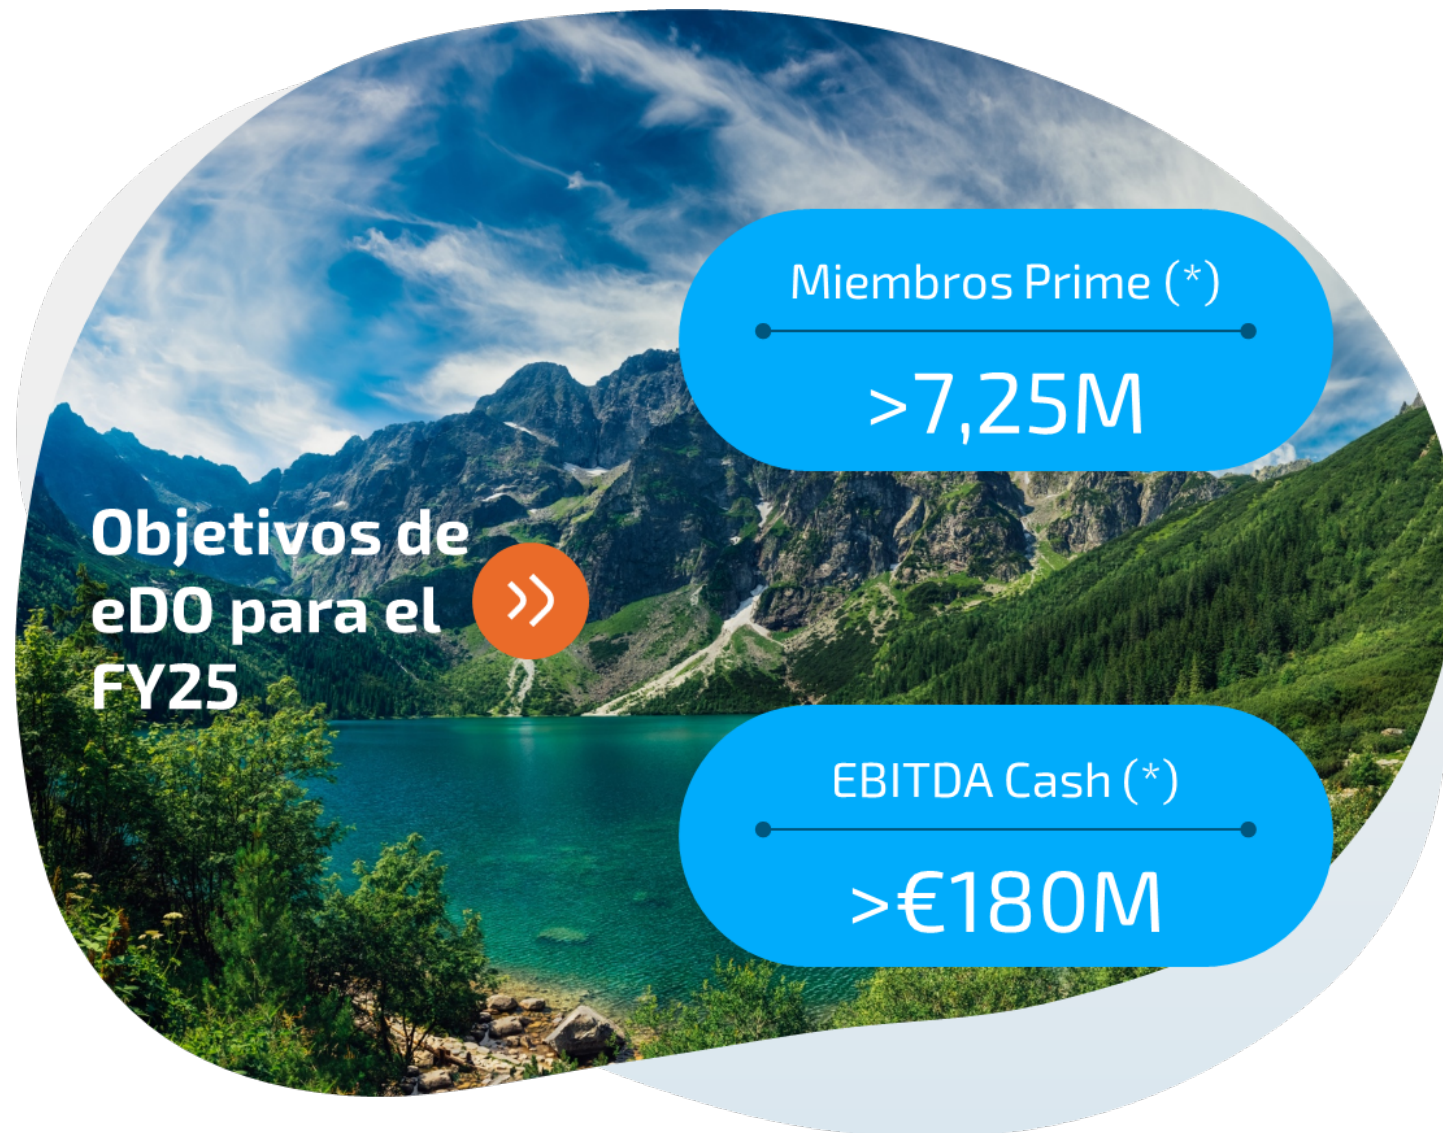 Objetivos de
eDO para el
FY25
Miembros Prime (*)
>7,25M
EBITDA Cash (*)
>€180M